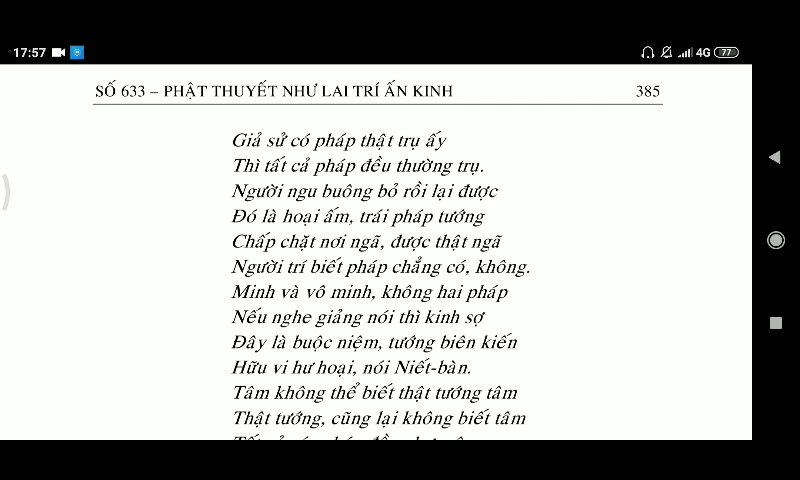 17:57 4G 77
SỐ 633 – PHẬT THUYẾT NHƯ LAI TRÍ ẤN KINH 385
Giả sử có pháp thật trụ ấy
Thì tất cả pháp đều thường trụ.
Người ngu buông bỏ rồi lại được
Đó là hoại ấm, trái pháp tướng
Chấp chặt nơi ngã, được thật ngã
Người trí biết pháp chẳng có, không.
Minh và vô minh, không hai pháp
Nếu nghe giảng nói thì kinh sợ
Đây là buộc niệm, tướng biên kiến
Hữu vi hư hoại, nói Niết-bàn.
Tâm không thể biết thật tướng tâm
Thật tướng, cũng lại không biết tâm